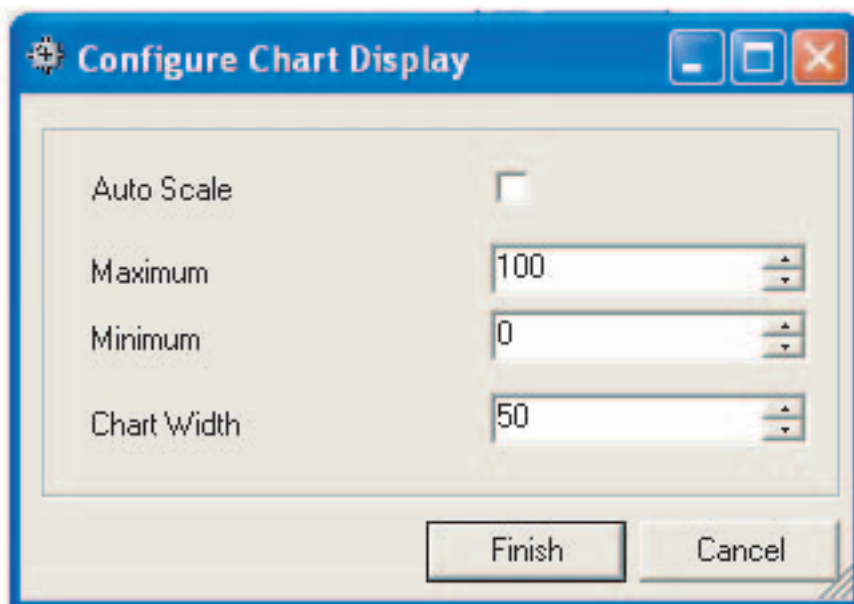 Configure Chart Display
Auto Scale
Maximum 100
Minimum 0
Chart Width 50
Finish Cancel